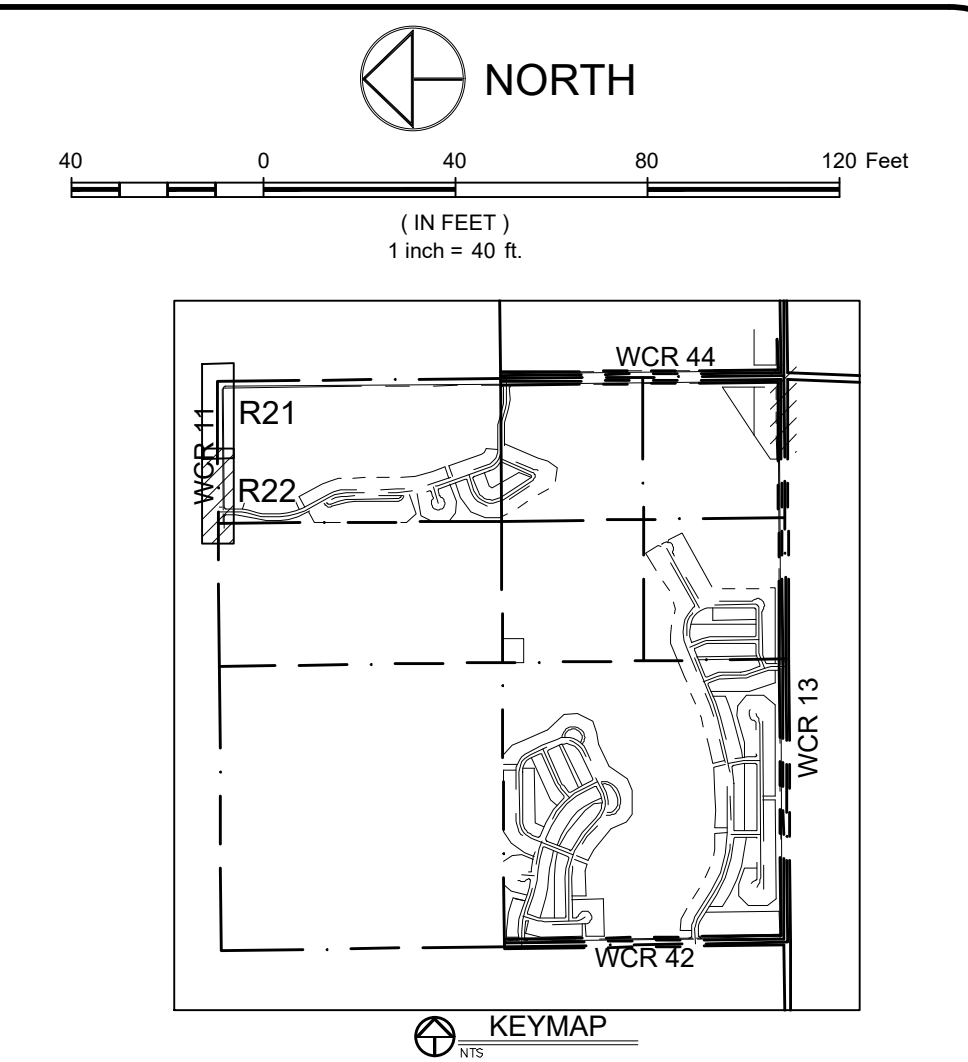 NORTH
40 0 40 80 120 Feet
( IN FEET )
1 inch = 40 ft.
WCR 44
WCR 11
R21
R22
WCR 13
WCR 42
KEYMAP
NTS